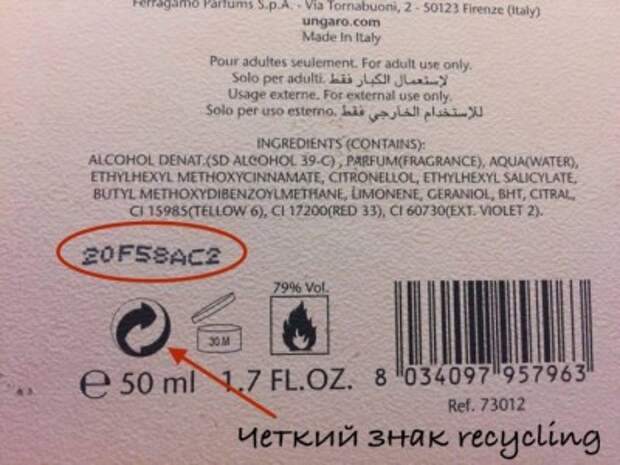 Ferragamo Parfums S.p.A. - Via Tornabuoni, 2 - 50123 Firenze (Italy)
ungaro.com
Made In Italy
Pour adultes seulement. For adult use only.
Solo per adulti. لإستعمال الكبار فقط
Usage externe. For external use only.
Solo per uso esterno. للاستخدام الخارجي فقط
INGREDIENTS (CONTAINS):
ALCOHOL DENAT.(SD ALCOHOL 39-C) , PARFUM(FRAGRANCE), AQUA(WATER),
ETHYLHEXYL METHOXYCINNAMATE, CITRONELLOL, ETHYLHEXYL SALICYLATE,
BUTYL METHOXYDIBENZOYLMETHANE, LIMONENE, GERANIOL, BHT, CITRAL,
CI 15985(TELLOW 6), CI 17200(RED 33), CI 60730(EXT. VIOLET 2).
20F58AC2
79% Vol.
30 M
℮ 50 ml 1.7 FL.OZ.
8 034097 957963
Ref. 73012
Четкий знак recycling